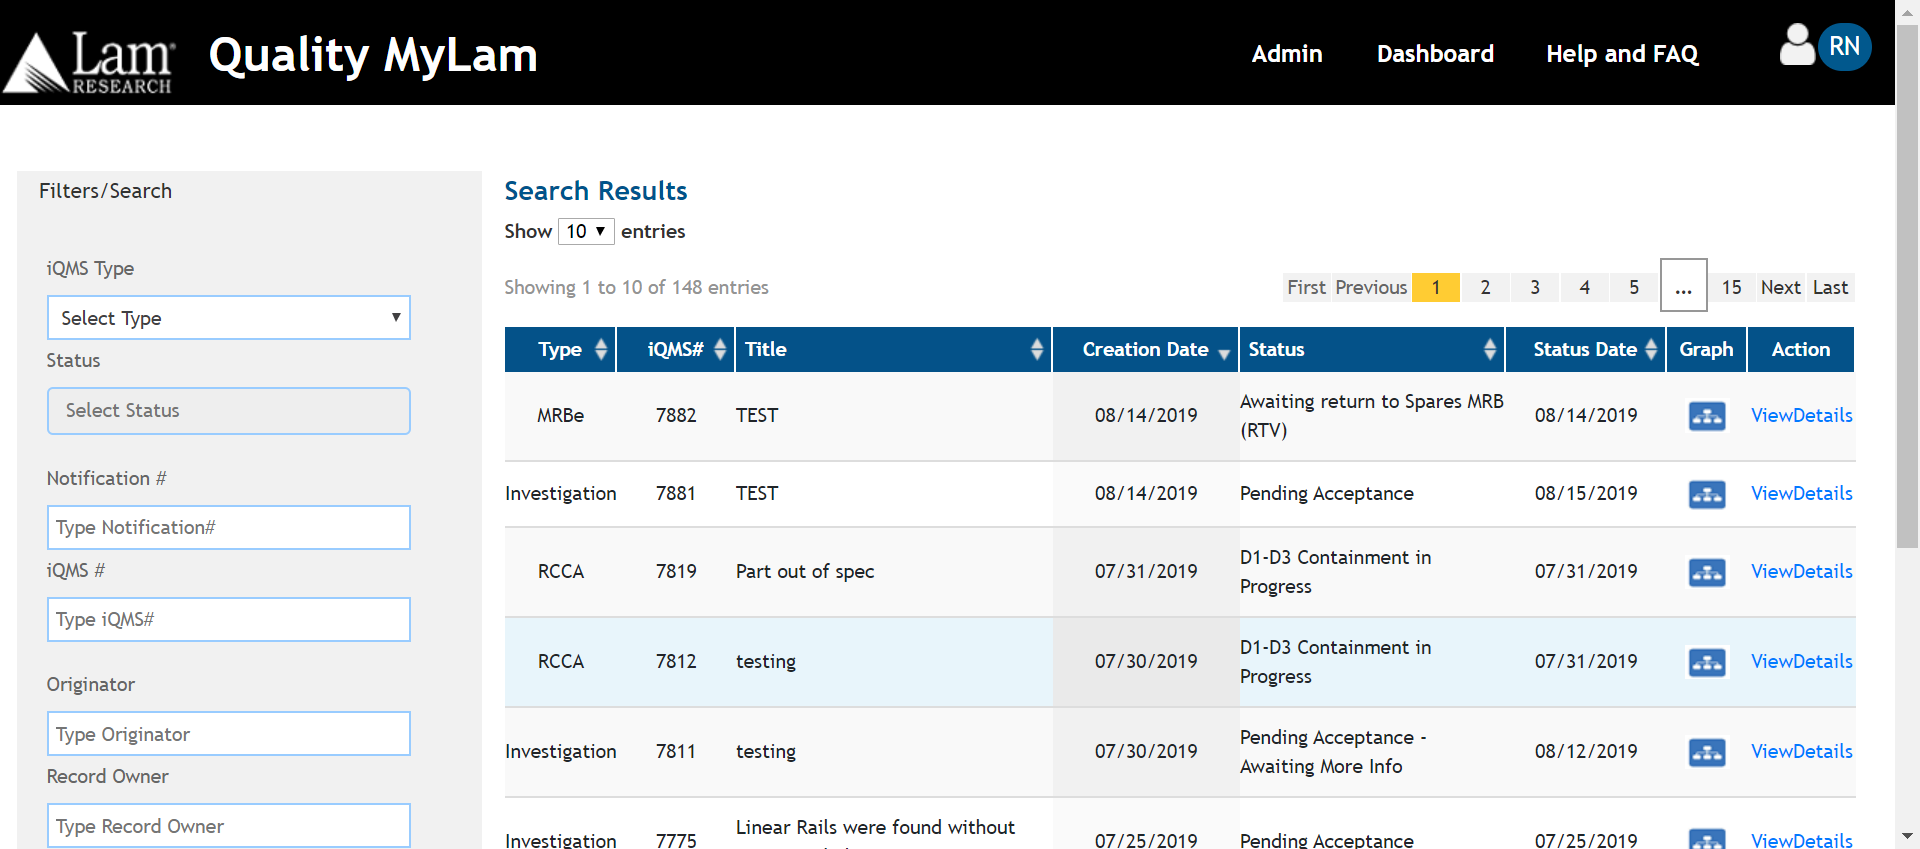 Lam RESEARCH Quality MyLam Admin Dashboard Help and FAQ RN
Filters/Search
iQMS Type
Select Type
Status
Select Status
Notification #
Type Notification#
iQMS #
Type iQMS#
Originator
Type Originator
Record Owner
Type Record Owner
Search Results
Show 10 entries
Showing 1 to 10 of 148 entries
First Previous 1 2 3 4 5 ... 15 Next Last
Type iQMS# Title Creation Date Status Status Date Graph Action
MRBe 7882 TEST 08/14/2019 Awaiting return to Spares MRB (RTV) 08/14/2019 ViewDetails
Investigation 7881 TEST 08/14/2019 Pending Acceptance 08/15/2019 ViewDetails
RCCA 7819 Part out of spec 07/31/2019 D1-D3 Containment in Progress 07/31/2019 ViewDetails
RCCA 7812 testing 07/30/2019 D1-D3 Containment in Progress 07/31/2019 ViewDetails
Investigation 7811 testing 07/30/2019 Pending Acceptance - Awaiting More Info 08/12/2019 ViewDetails
Investigation 7775 Linear Rails were found without 07/25/2019 Pending Acceptance 07/25/2019 ViewDetails